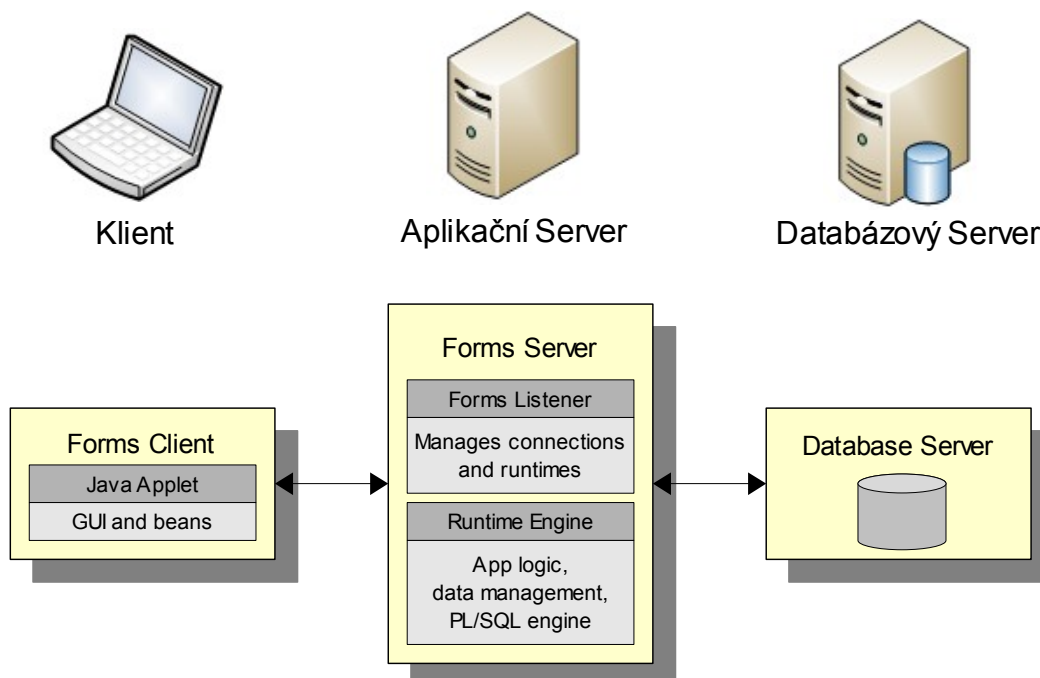 Klient
Aplikační Server
Databázový Server
Forms Client
Java Applet
GUI and beans
Forms Server
Forms Listener
Manages connections
and runtimes
Runtime Engine
App logic,
data management,
PL/SQL engine
Database Server